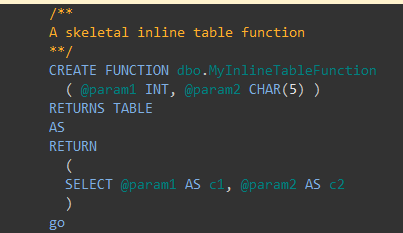 /**
A skeletal inline table function
**/
CREATE FUNCTION dbo.MyInlineTableFunction
( @param1 INT, @param2 CHAR(5) )
RETURNS TABLE
AS
RETURN
(
SELECT @param1 AS c1, @param2 AS c2
)
go